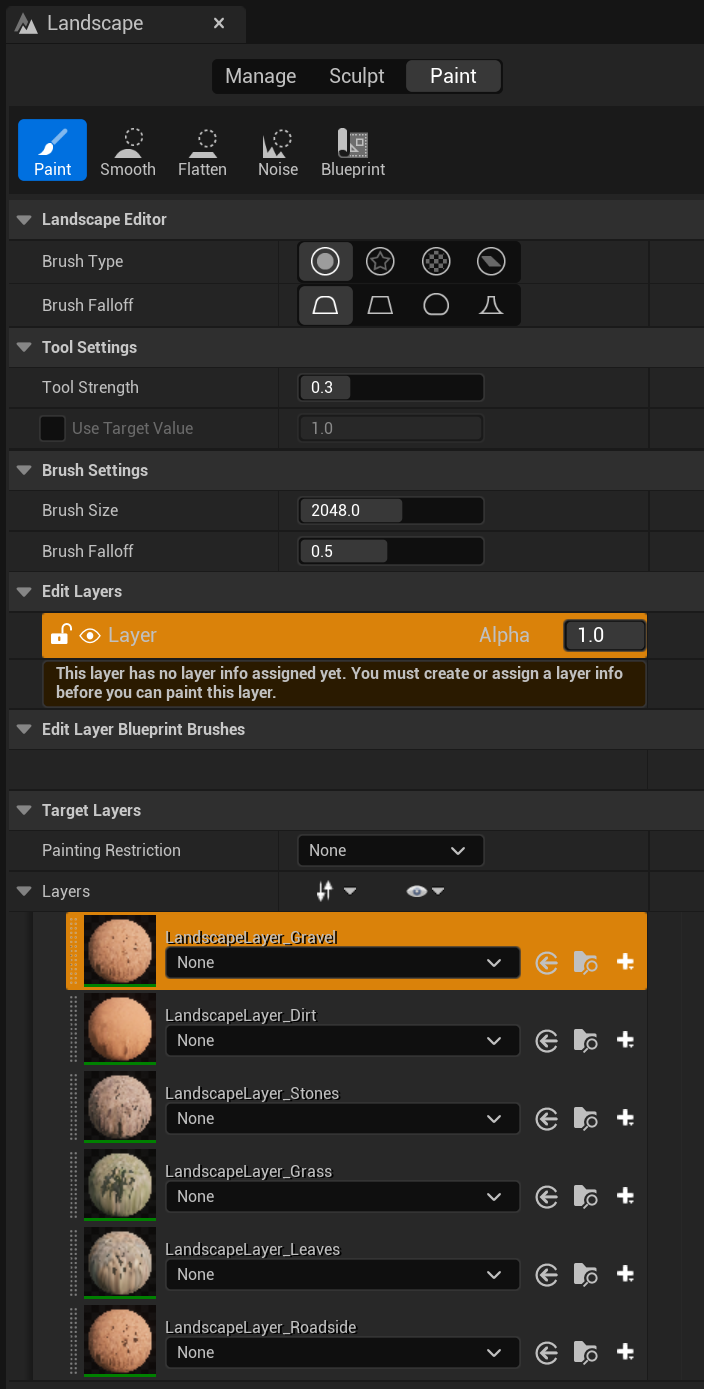 Landscape
Manage Sculpt Paint
Paint Smooth Flatten Noise Blueprint
Landscape Editor
Brush Type
Brush Falloff
Tool Settings
Tool Strength 0.3
Use Target Value 1.0
Brush Settings
Brush Size 2048.0
Brush Falloff 0.5
Edit Layers
Layer Alpha 1.0
This layer has no layer info assigned yet. You must create or assign a layer info
before you can paint this layer.
Edit Layer Blueprint Brushes
Target Layers
Painting Restriction None
Layers
LandscapeLayer_Gravel
None
LandscapeLayer_Dirt
None
LandscapeLayer_Stones
None
LandscapeLayer_Grass
None
LandscapeLayer_Leaves
None
LandscapeLayer_Roadside
None